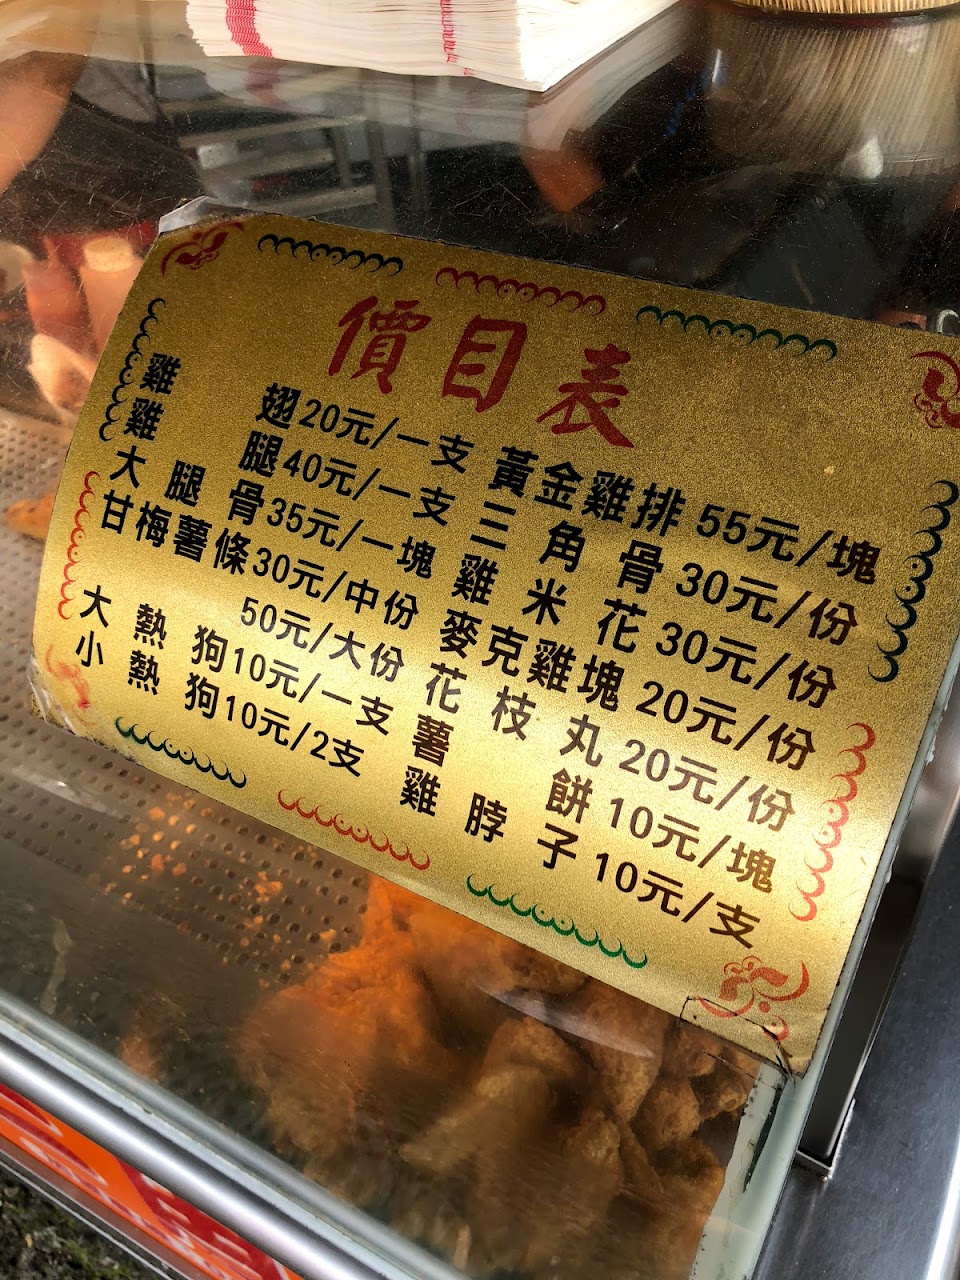 價目表
雞翅20元/一支
雞腿40元/一支
大腿骨35元/一塊
甘梅薯條30元/中份
50元/大份
大熱狗10元/一支
小熱狗10元/2支
黃金雞排55元/塊
三角骨30元/份
雞米花30元/份
麥克雞塊20元/份
花枝丸20元/份
薯餅10元/塊
雞脖子10元/支